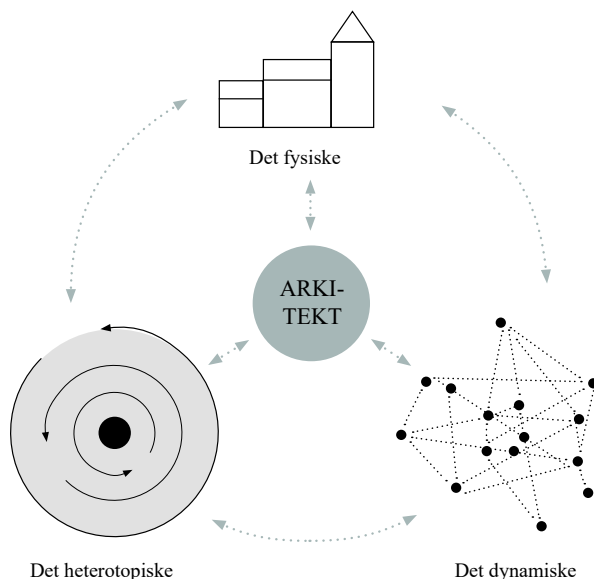 Det fysiske
ARKI-
TEKT
Det heterotopiske
Det dynamiske